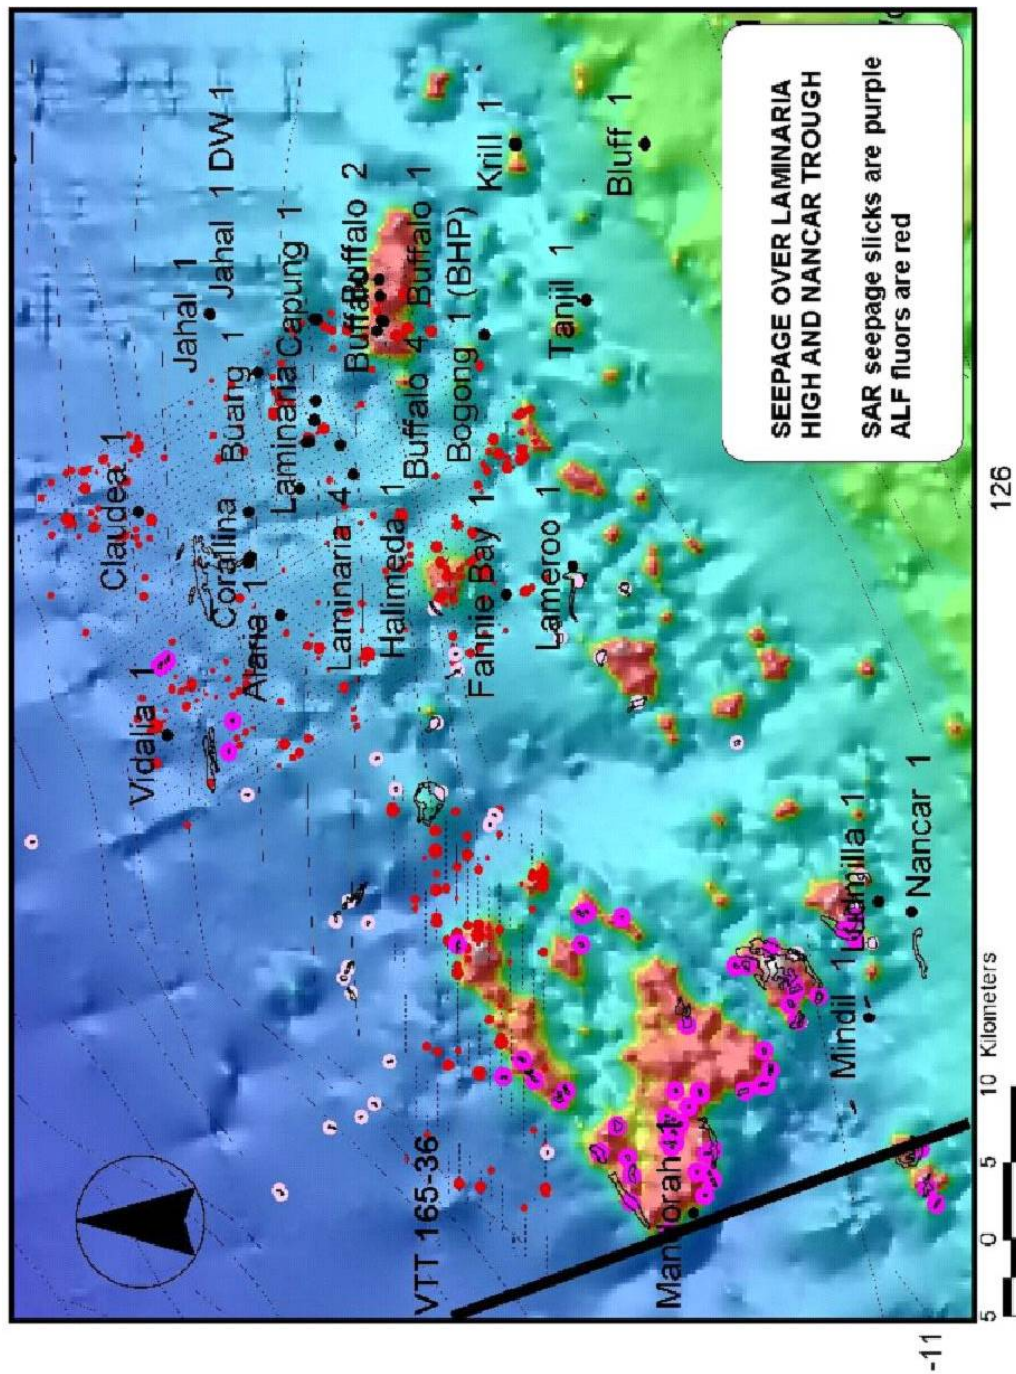 Claudea 1
Vidalia 1
Corallina
Alaria 1
Jahal 1
Jahal 1 DW 1
Buang 1
Laminaria
Capung 1
Laminaria 4
Halimeda 1
Buffalo 2
Buffalo
Buffalo 1
Buffalo 4
Bogong 1 (BHP)
Krill 1
Bluff 1
Tanjil 1
Fannie Bay 1
Lameroo 1
VTT 165-36
Ludmilla 1
Nancar 1
Mindil 1
SEEPAGE OVER LAMINARIA
HIGH AND NANCAR TROUGH
SAR seepage slicks are purple
ALF fluors are red
126
-11
5 0 5 10 Kilometers